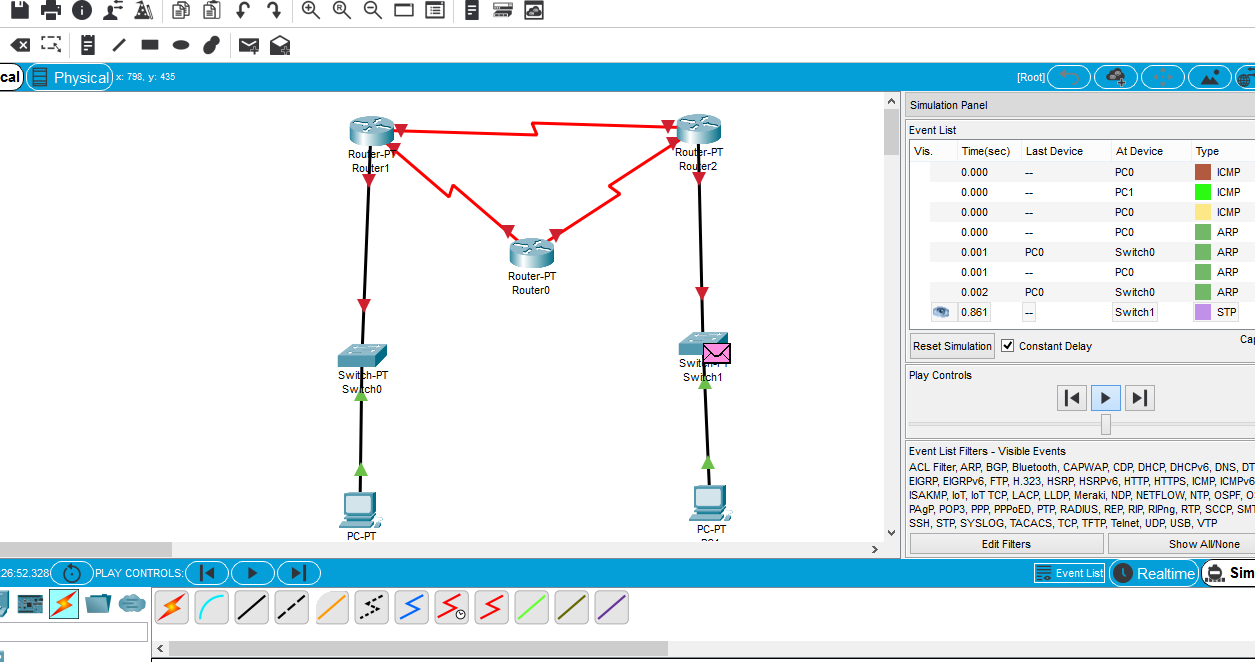 cal
Physical
x: 798, y: 435
[Root]
Router-PT
Router1
Router-PT
Router2
Router-PT
Router0
Switch-PT
Switch0
Switch-PT
Switch1
PC-PT
PC-PT
Simulation Panel
Event List
Vis. Time(sec) Last Device At Device Type
0.000 -- PC0 ICMP
0.000 -- PC1 ICMP
0.000 -- PC0 ICMP
0.000 -- PC0 ARP
0.001 PC0 Switch0 ARP
0.001 -- PC0 ARP
0.002 PC0 Switch0 ARP
0.861 -- Switch1 STP
Reset Simulation Constant Delay Cap
Play Controls
Event List Filters - Visible Events
ACL Filter, ARP, BGP, Bluetooth, CAPWAP, CDP, DHCP, DHCPv6, DNS, DT
EIGRP, EIGRPv6, FTP, H.323, HSRP, HSRPv6, HTTP, HTTPS, ICMP, ICMPv6
ISAKMP, IoT, IoT TCP, LACP, LLDP, Meraki, NDP, NETFLOW, NTP, OSPF, O
PAgP, POP3, PPP, PPPoED, PTP, RADIUS, REP, RIP, RIPng, RTP, SCCP, SMT
SSH, STP, SYSLOG, TACACS, TCP, TFTP, Telnet, UDP, USB, VTP
Edit Filters Show All/None
26:52.328 PLAY CONTROLS:
Event List Realtime Sim